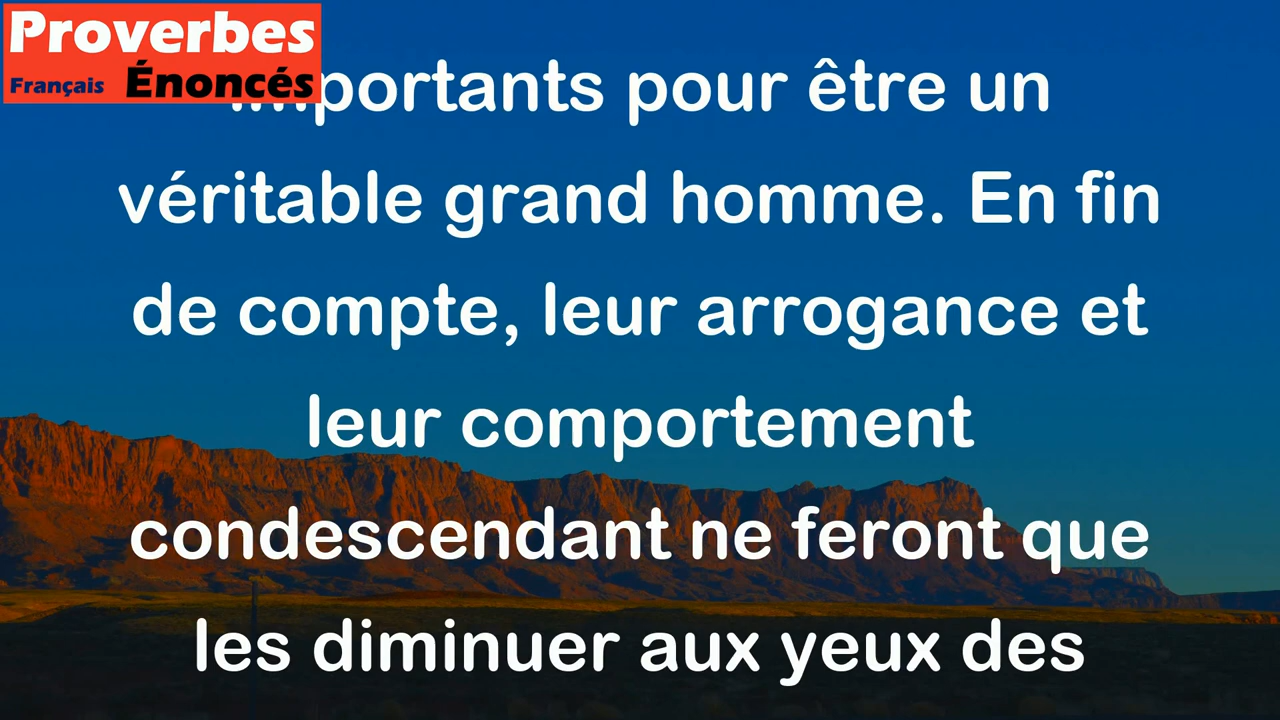 Proverbes
Français Énoncés
importants pour être un
véritable grand homme. En fin
de compte, leur arrogance et
leur comportement
condescendant ne feront que
les diminuer aux yeux des